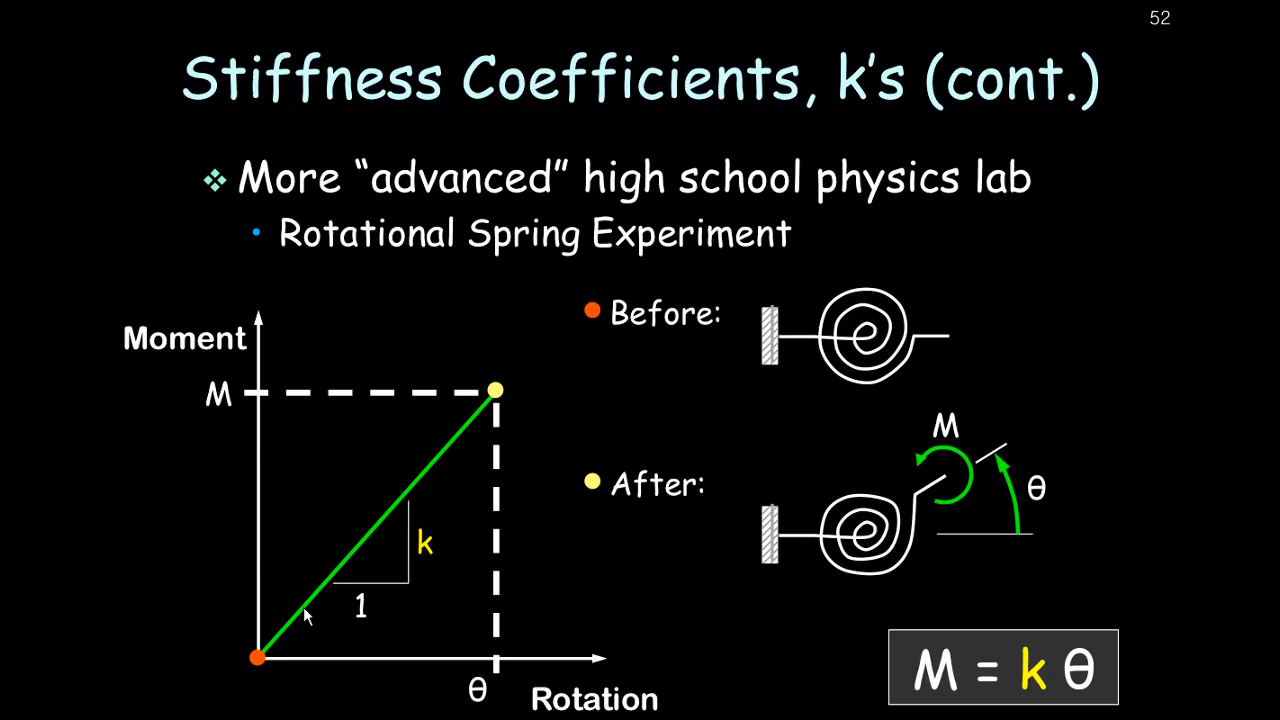 52
Stiffness Coefficients, k's (cont.)
❖ More “advanced” high school physics lab
• Rotational Spring Experiment
Before:
Moment
M
M
After:
θ
k
1
M = k θ
θ
Rotation